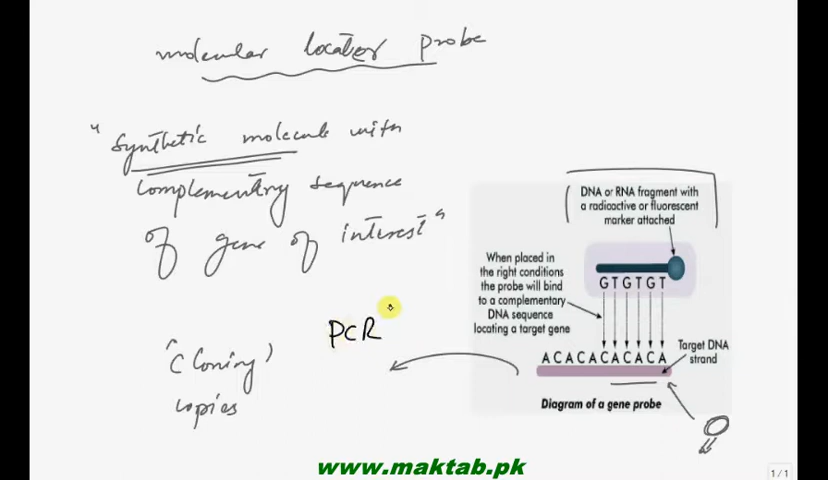 molecular locater probe
"Synthetic molecule with
complementry sequence
of gene of interest"
PCR
(Cloning)
copies
DNA or RNA fragment with
a radioactive or fluorescent
marker attached
When placed in
the right conditions
the probe will bind
to a complementary
DNA sequence
locating a target gene
GTGTGT
ACACACACACA
Target DNA
strand
Diagram of a gene probe
www.maktab.pk
1/1